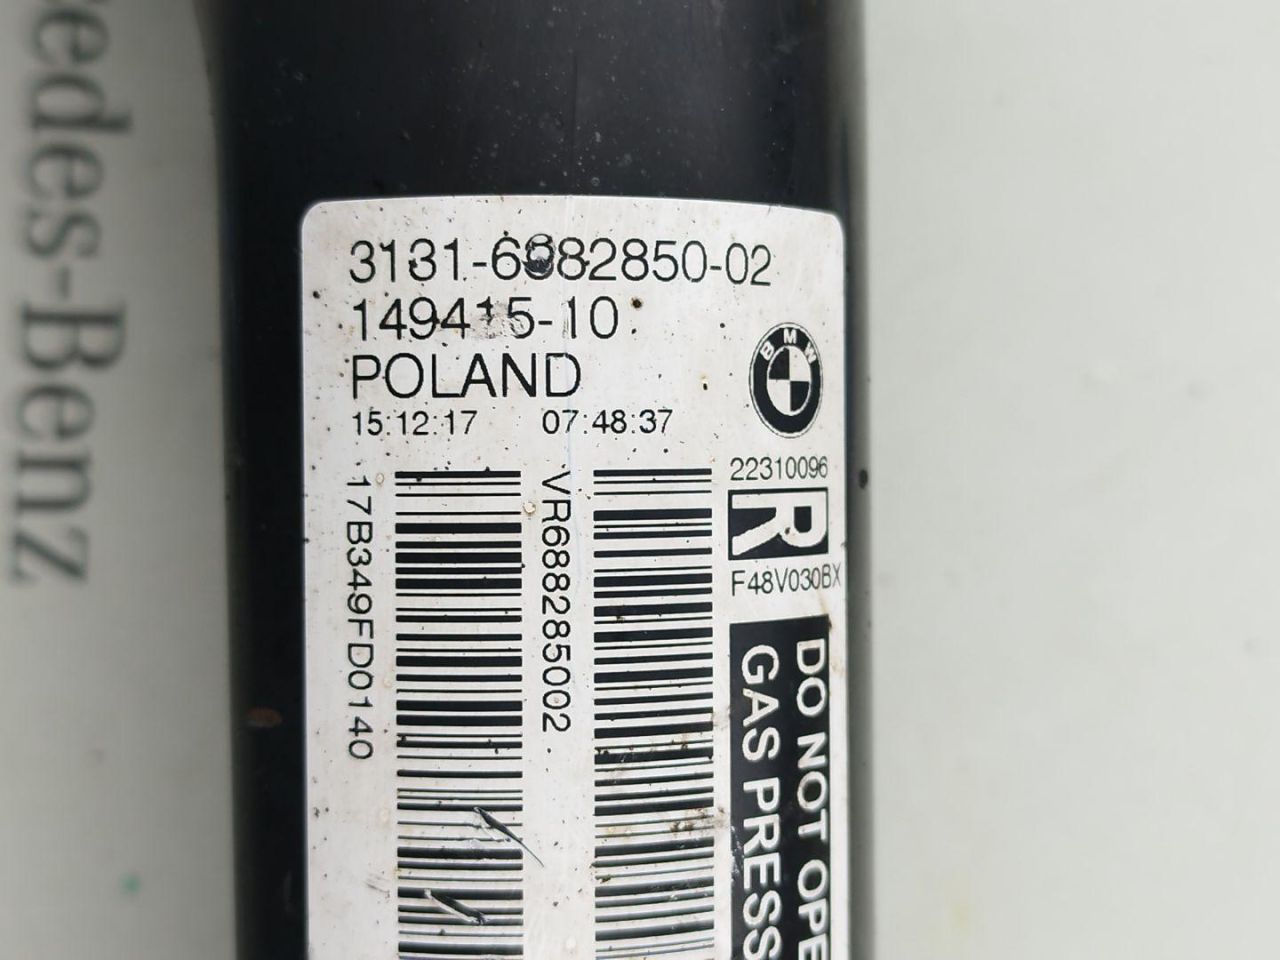 edes-Benz
3131-6882850-02
149415-10
POLAND
15:12:17 07:48:37
BMW
22310096
R
F48V030BX
17B349FD0140
VR688285002
DO NOT OPE
GAS PRESS